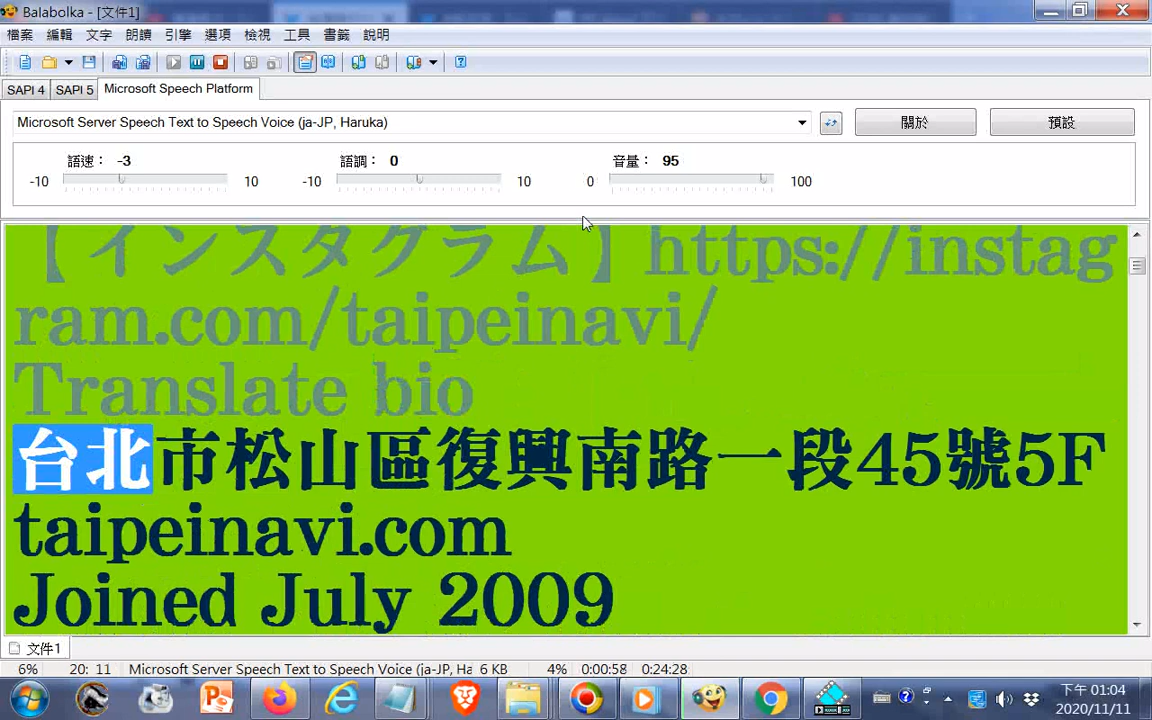 Balabolka - [文件1]
檔案 編輯 文字 朗讀 引擎 選項 檢視 工具 書籤 說明
SAPI 4 SAPI 5 Microsoft Speech Platform
Microsoft Server Speech Text to Speech Voice (ja-JP, Haruka) 關於 預設
語速： -3 語調： 0 音量： 95
-10 10 -10 10 0 100
【インスタグラム】https://instag
ram.com/taipeinavi/
Translate bio
台北市松山區復興南路一段45號5F
taipeinavi.com
Joined July 2009
文件1
6% 20: 11 Microsoft Server Speech Text to Speech Voice (ja-JP, Ha 6 KB 4% 0:00:58 0:24:28
下午 01:04
2020/11/11